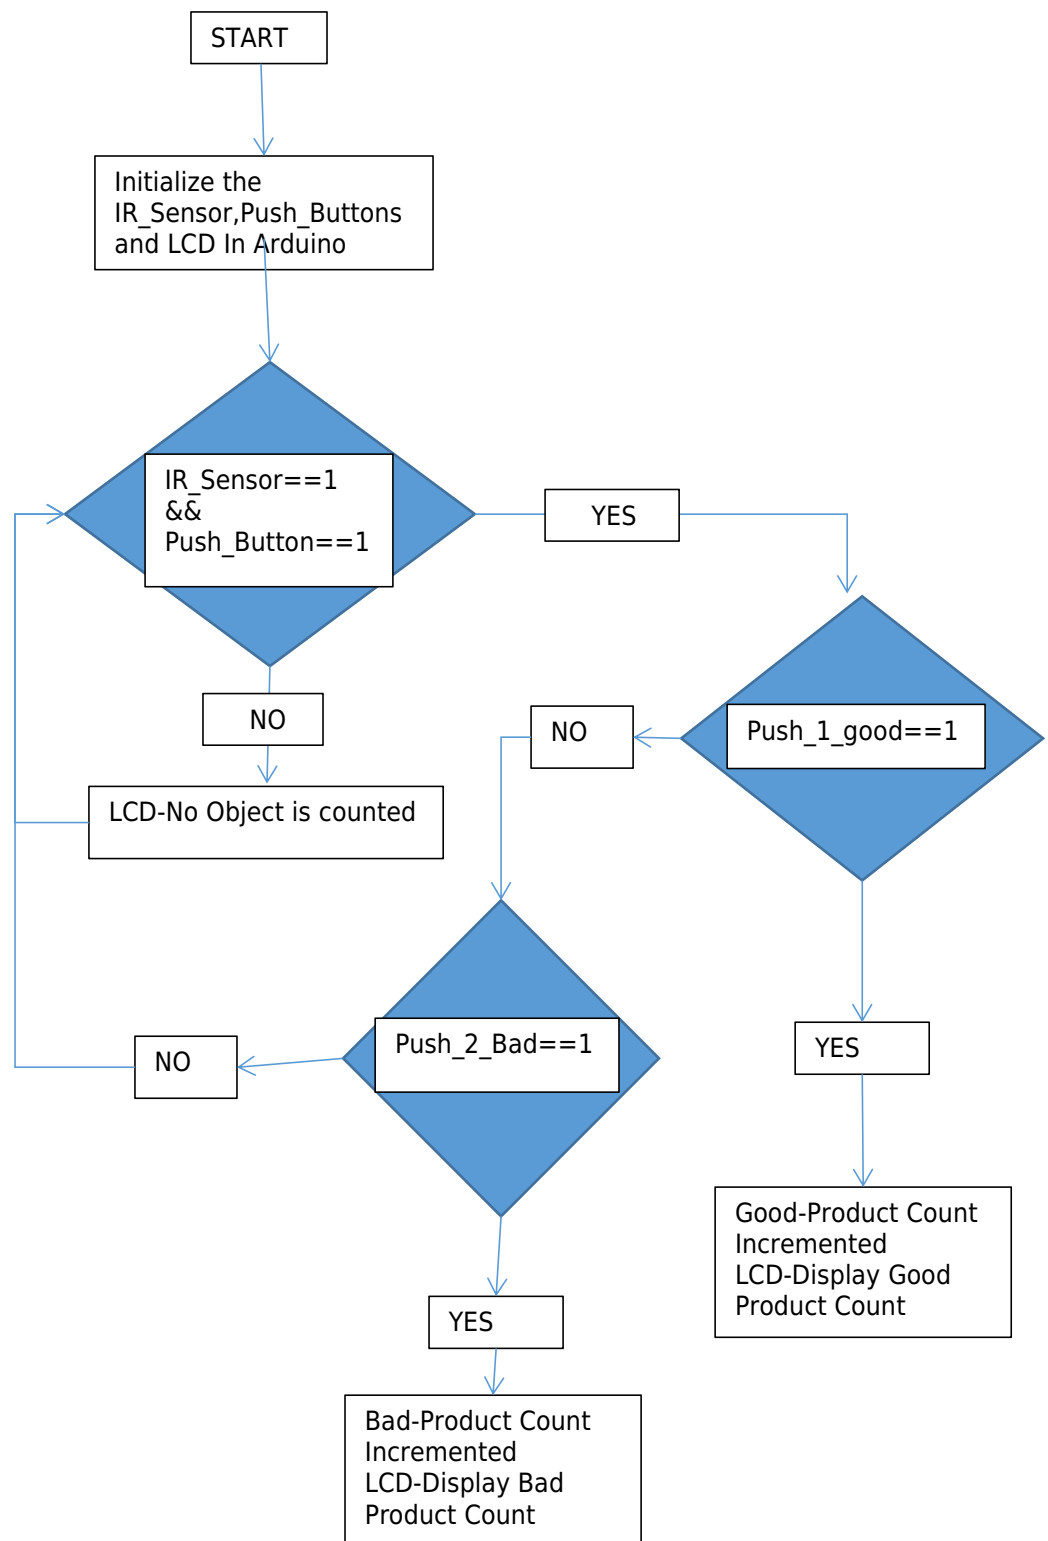 START
Initialize the
IR_Sensor,Push_Buttons
and LCD In Arduino
IR_Sensor==1
&&
Push_Button==1
YES
NO
LCD-No Object is counted
Push_1_good==1
NO
Push_2_Bad==1
NO
YES
Good-Product Count
Incremented
LCD-Display Good
Product Count
YES
Bad-Product Count
Incremented
LCD-Display Bad
Product Count